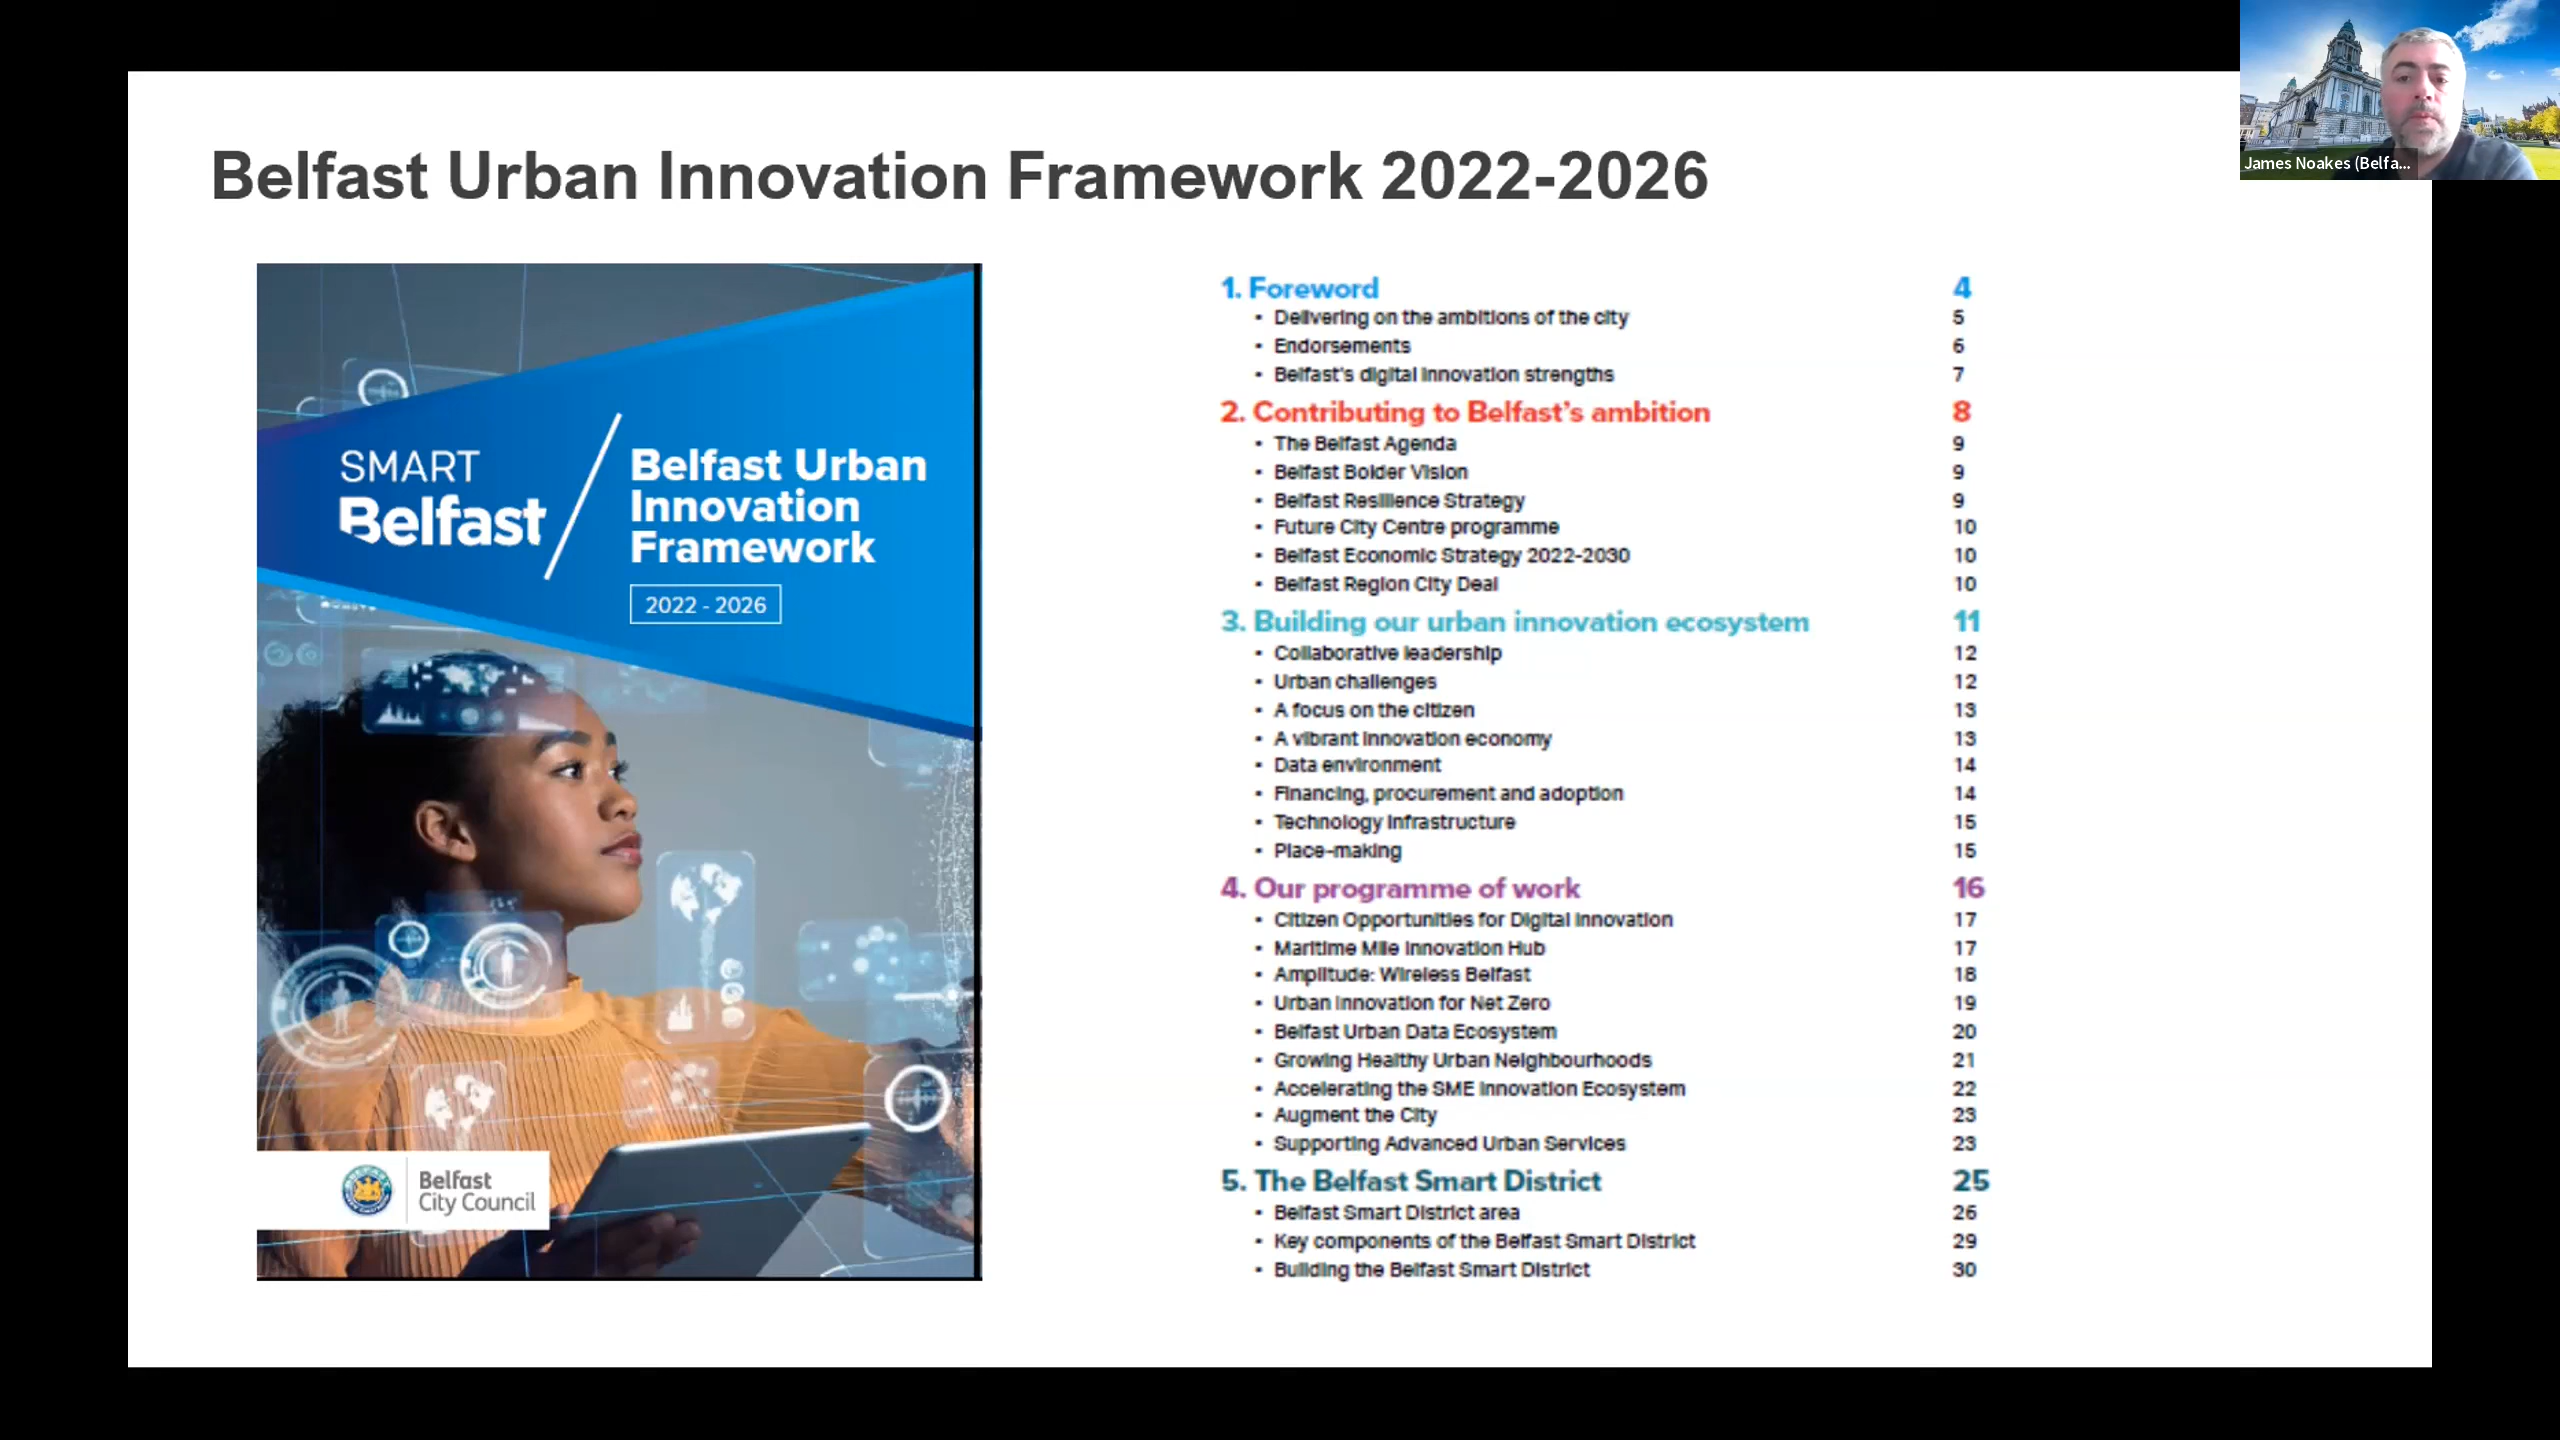 James Noakes (Belfa...
Belfast Urban Innovation Framework 2022-2026
SMART
Belfast
Belfast Urban
Innovation
Framework
2022 - 2026
Belfast
City Council
1. Foreword 4
• Delivering on the ambitions of the city 5
• Endorsements 6
• Belfast's digital innovation strengths 7
2. Contributing to Belfast's ambition 8
• The Belfast Agenda 9
• Belfast Bolder Vision 9
• Belfast Resilience Strategy 9
• Future City Centre programme 10
• Belfast Economic Strategy 2022-2030 10
• Belfast Region City Deal 10
3. Building our urban innovation ecosystem 11
• Collaborative leadership 12
• Urban challenges 12
• A focus on the citizen 13
• A vibrant innovation economy 13
• Data environment 14
• Financing, procurement and adoption 14
• Technology infrastructure 15
• Place-making 15
4. Our programme of work 16
• Citizen Opportunities for Digital Innovation 17
• Maritime Mile Innovation Hub 17
• Amplitude: Wireless Belfast 18
• Urban Innovation for Net Zero 19
• Belfast Urban Data Ecosystem 20
• Growing Healthy Urban Neighbourhoods 21
• Accelerating the SME Innovation Ecosystem 22
• Augment the City 23
• Supporting Advanced Urban Services 23
5. The Belfast Smart District 25
• Belfast Smart District area 26
• Key components of the Belfast Smart District 29
• Building the Belfast Smart District 30